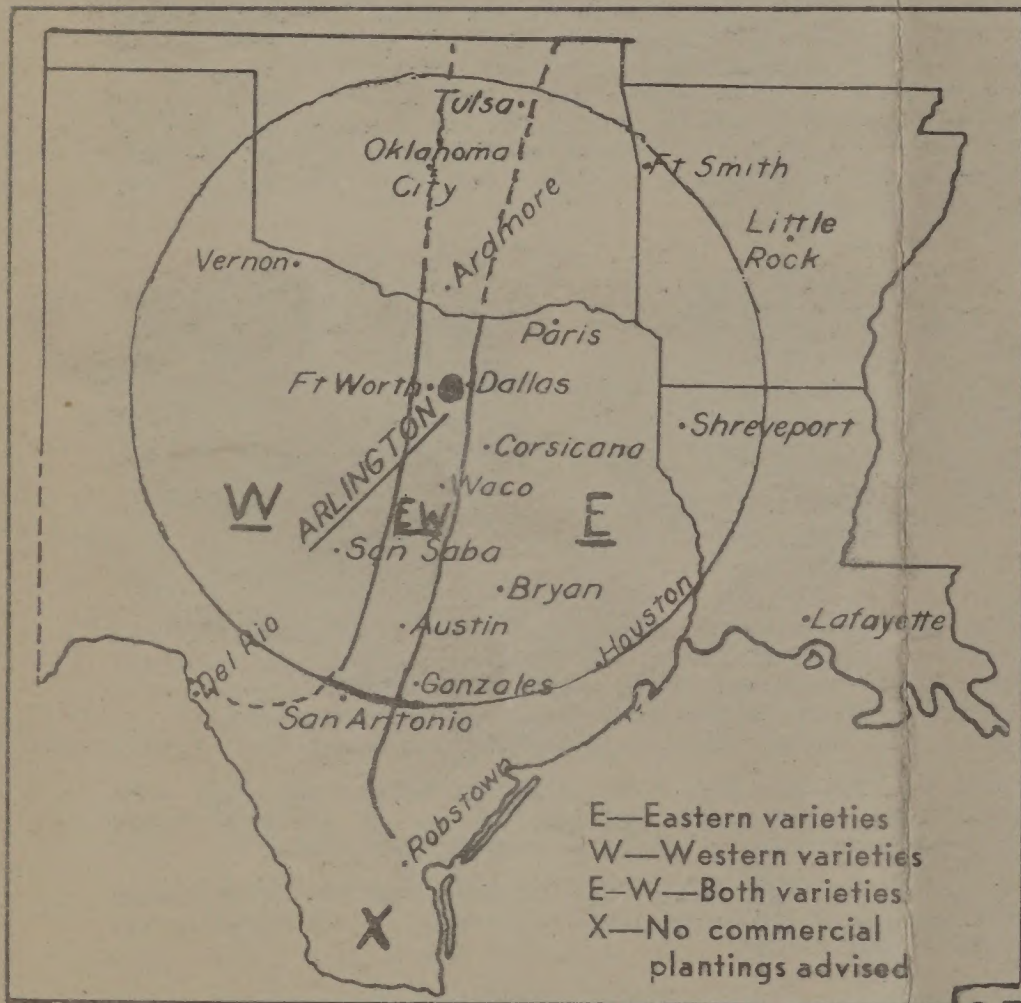 Tulsa
Oklahoma
City
Ft Smith
Ardmore
Little
Rock
Vernon
Paris
Ft Worth
Dallas
ARLINGTON
Shreveport
Corsicana
Waco
W
EW
E
San Saba
Bryan
Houston
Austin
Lafayette
Del Rio
Gonzales
San Antonio
Robstown
X
E—Eastern varieties
W—Western varieties
E–W—Both varieties
X—No commercial
plantings advised